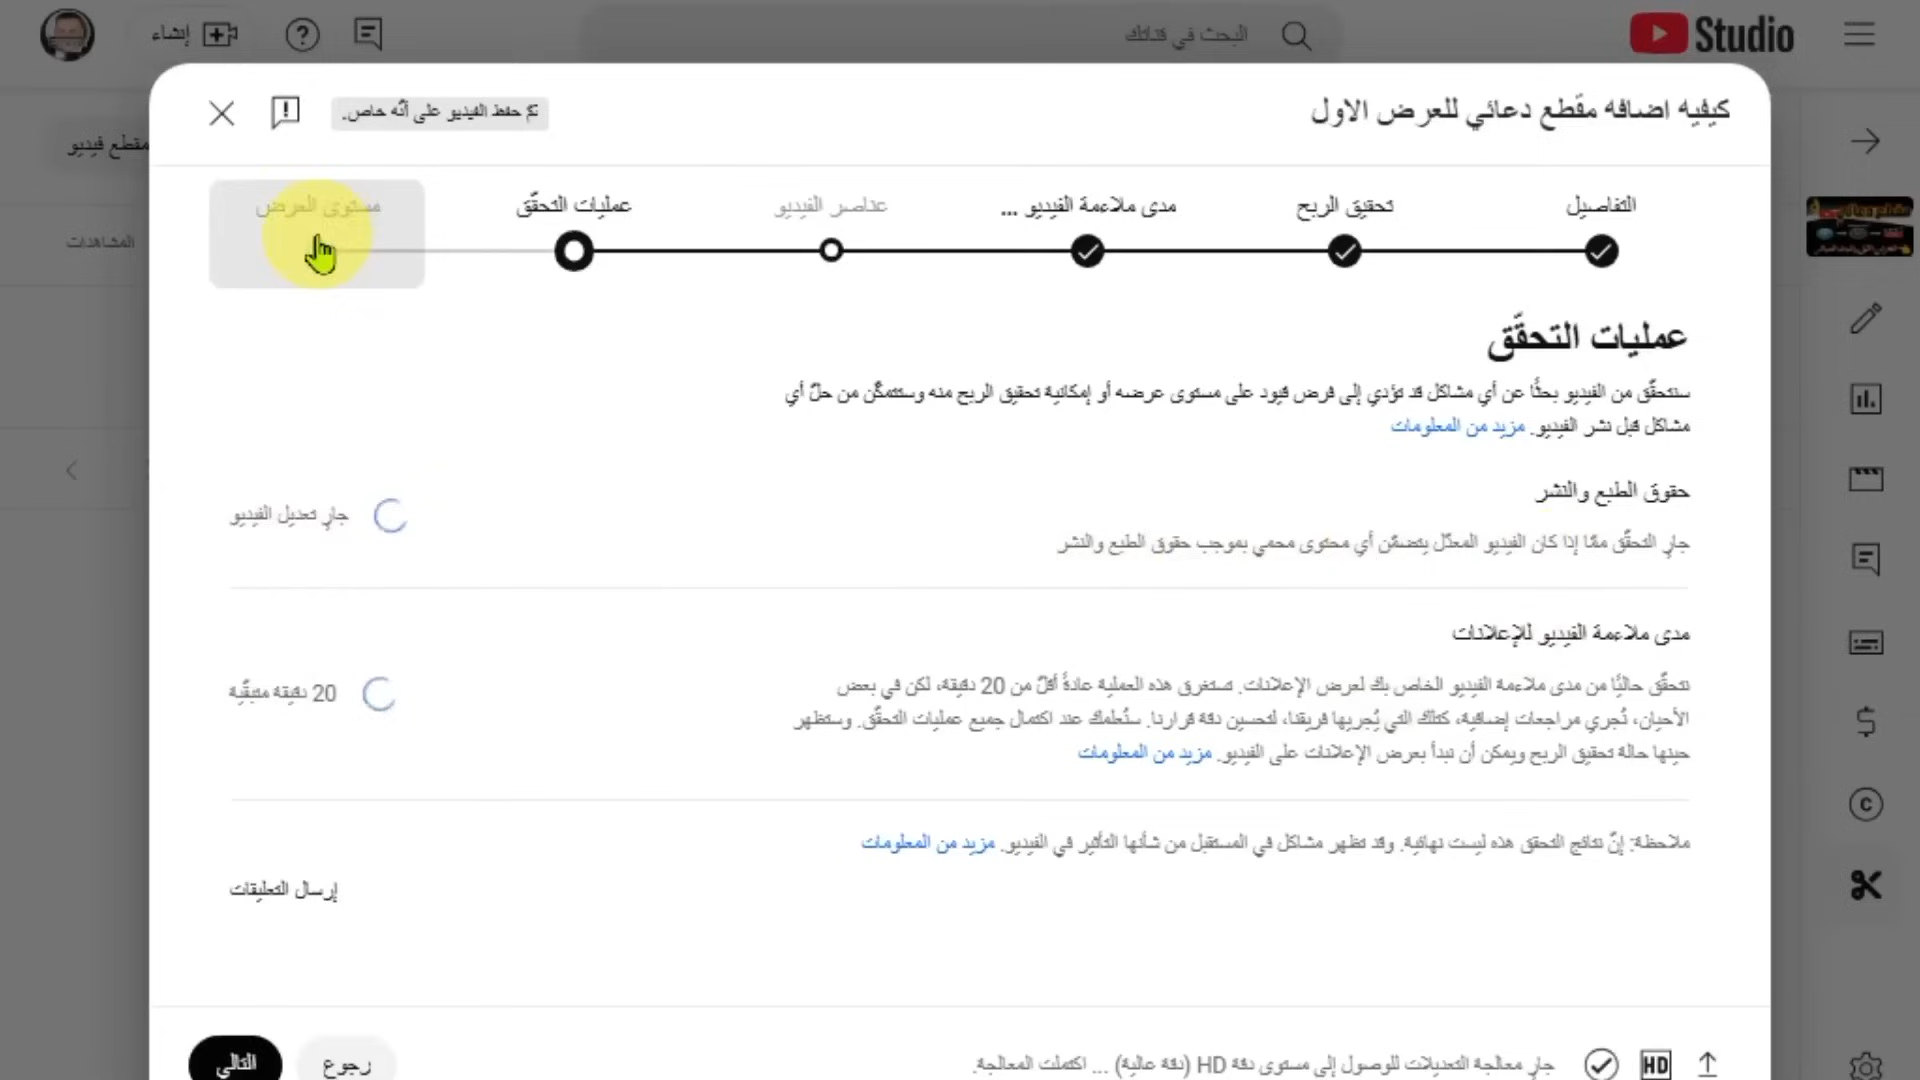 Studio
البحث في قناتك
إنشاء
كيفيه اضافه مقطع دعائي للعرض الاول
تمّ حفظ الفيديو على أنّه خاص.
مقطع فيديو
المشاهدات
التفاصيل
تحقيق الربح
مدى ملاءمة الفيديو ...
عناصر الفيديو
عمليات التحقّق
مستوى العرض
عمليات التحقّق
سنتحقّق من الفيديو بحثًا عن أي مشاكل قد تؤدي إلى فرض قيود على مستوى عرضه أو إمكانية تحقيق الربح منه وستتمكّن من حلّ أي
مشاكل قبل نشر الفيديو. مزيد من المعلومات
حقوق الطبع والنشر
جارٍ تعديل الفيديو
جارٍ التحقّق ممّا إذا كان الفيديو المعدّل يتضمّن أي محتوى محمي بموجب حقوق الطبع والنشر
مدى ملاءمة الفيديو للإعلانات
نتحقّق حاليًا من مدى ملاءمة الفيديو الخاص بك لعرض الإعلانات. تستغرق هذه العملية عادةً أقلّ من 20 دقيقة، لكن في بعض
الأحيان، نُجري مراجعات إضافية، كتلك التي يُجريها فريقنا، لتحسين دقة قرارنا. سنُعلمك عند اكتمال جميع عمليات التحقّق. وستظهر
حينها حالة تحقيق الربح ويمكن أن نبدأ بعرض الإعلانات على الفيديو. مزيد من المعلومات
20 دقيقة متبقّية
ملاحظة: إنّ نتائج التحقق هذه ليست نهائية. وقد تظهر مشاكل في المستقبل من شأنها التأثير في الفيديو. مزيد من المعلومات
إرسال التعليقات
HD جارٍ معالجة التعديلات للوصول إلى مستوى دقة HD (دقة عالية) ... اكتملت المعالجة.
رجوع
التالي